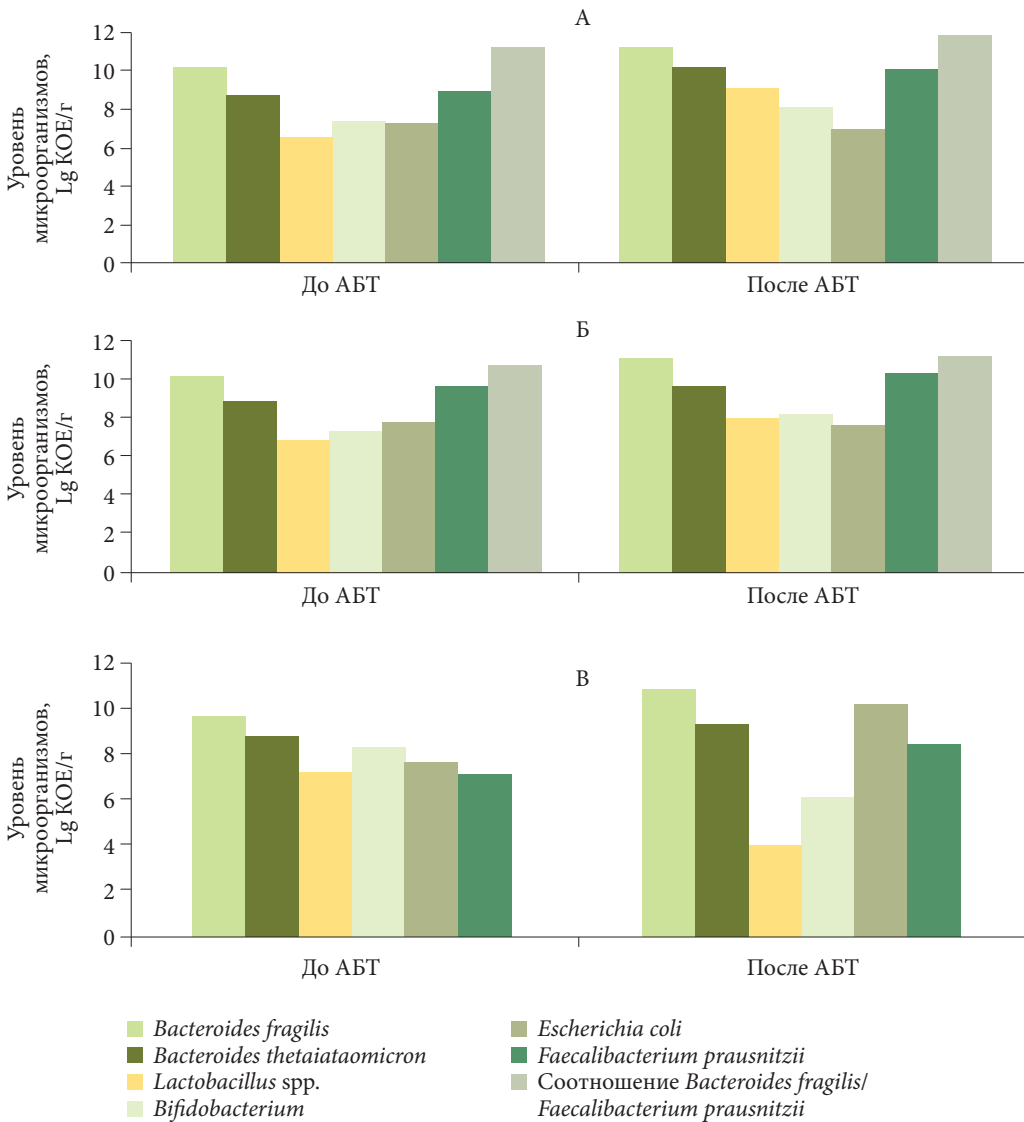 А
Уровень
микроорганизмов,
Lg КОЕ/г
12
10
8
6
4
2
0
До АБТ
После АБТ
Б
Уровень
микроорганизмов,
Lg КОЕ/г
12
10
8
6
4
2
0
До АБТ
После АБТ
В
Уровень
микроорганизмов,
Lg КОЕ/г
12
10
8
6
4
2
0
До АБТ
После АБТ
Bacteroides fragilis
Bacteroides thetaiataomicron
Lactobacillus spp.
Bifidobacterium
Escherichia coli
Faecalibacterium prausnitzii
Соотношение Bacteroides fragilis/
Faecalibacterium prausnitzii